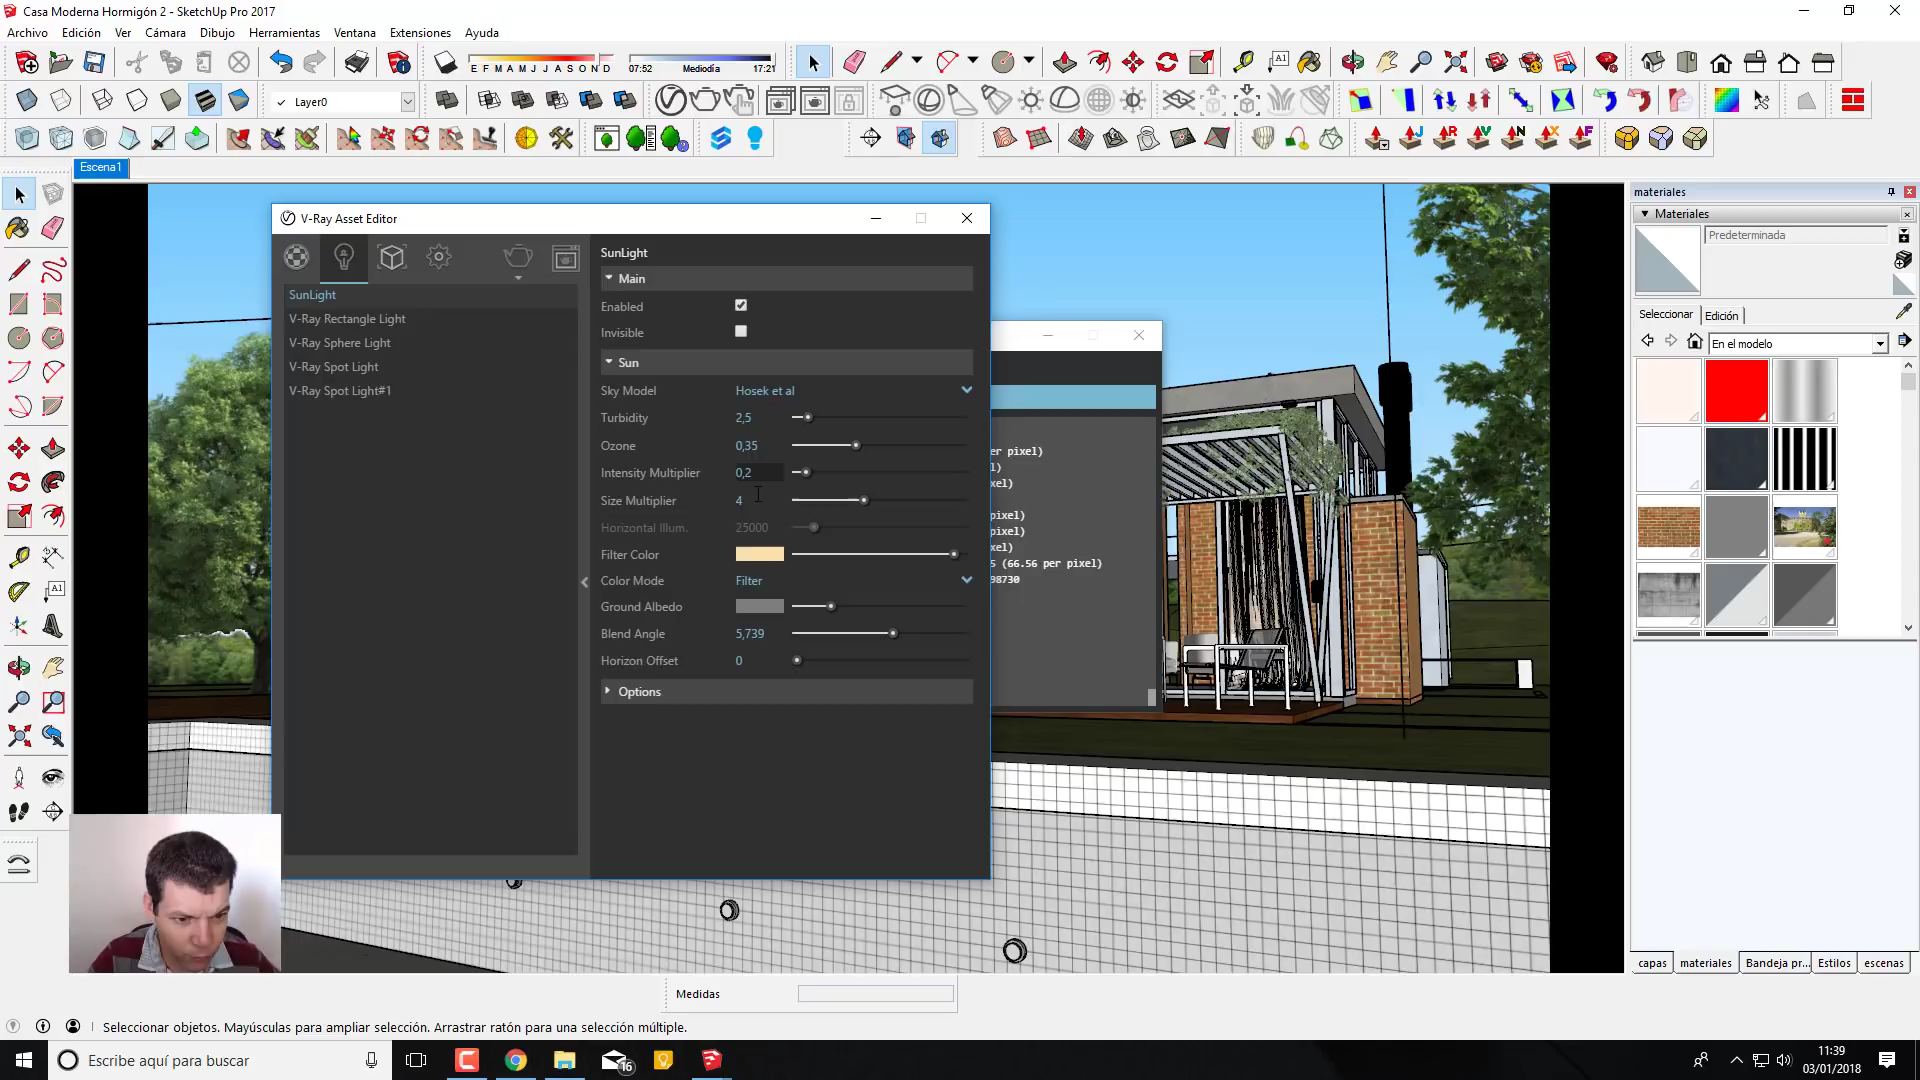 Casa Moderna Hormigón 2 - SketchUp Pro 2017
Archivo Edición Ver Cámara Dibujo Herramientas Ventana Extensiones Ayuda
E F M A M J J A S O N D
07:52 Mediodía 17:21
A1
Layer0
J R V N X F
Escena1
V-Ray Asset Editor
SunLight
V-Ray Rectangle Light
V-Ray Sphere Light
V-Ray Spot Light
V-Ray Spot Light#1
SunLight
Main
Enabled
Invisible
Sun
Sky Model Hosek et al
Turbidity 2,5
Ozone 0,35
Intensity Multiplier 0,2
Size Multiplier 4
Horizontal Illum. 25000
Filter Color
Color Mode Filter
Ground Albedo
Blend Angle 5,739
Horizon Offset 0
Options
er pixel)
l)
xel)
pixel)
pixel)
xel)
5 (66.56 per pixel)
98730
materiales
Materiales
Predeterminada
Seleccionar Edición
En el modelo
capas materiales Bandeja pr... Estilos escenas
A1
Medidas
Seleccionar objetos. Mayúsculas para ampliar selección. Arrastrar ratón para una selección múltiple.
Escribe aquí para buscar
16
11:39
03/01/2018